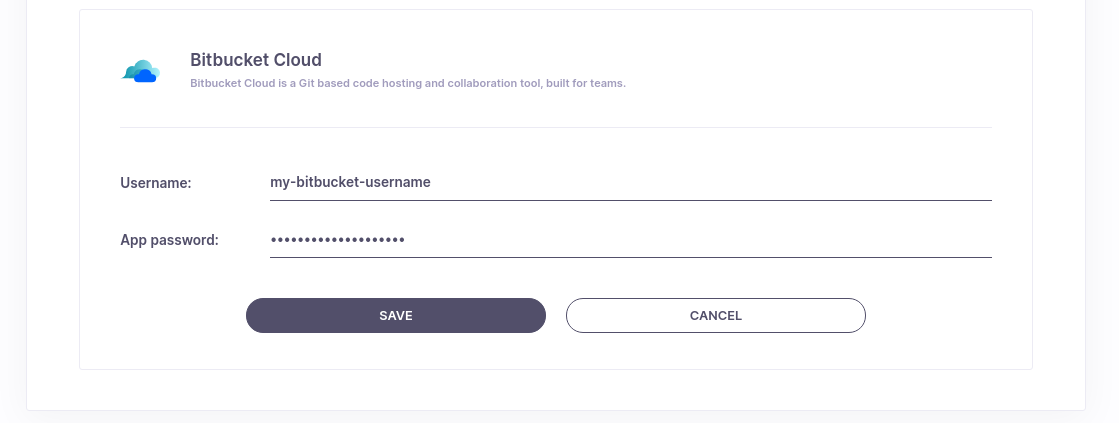 Bitbucket Cloud
Bitbucket Cloud is a Git based code hosting and collaboration tool, built for teams.
Username: my-bitbucket-username
App password: ••••••••••••••••••••
SAVE CANCEL